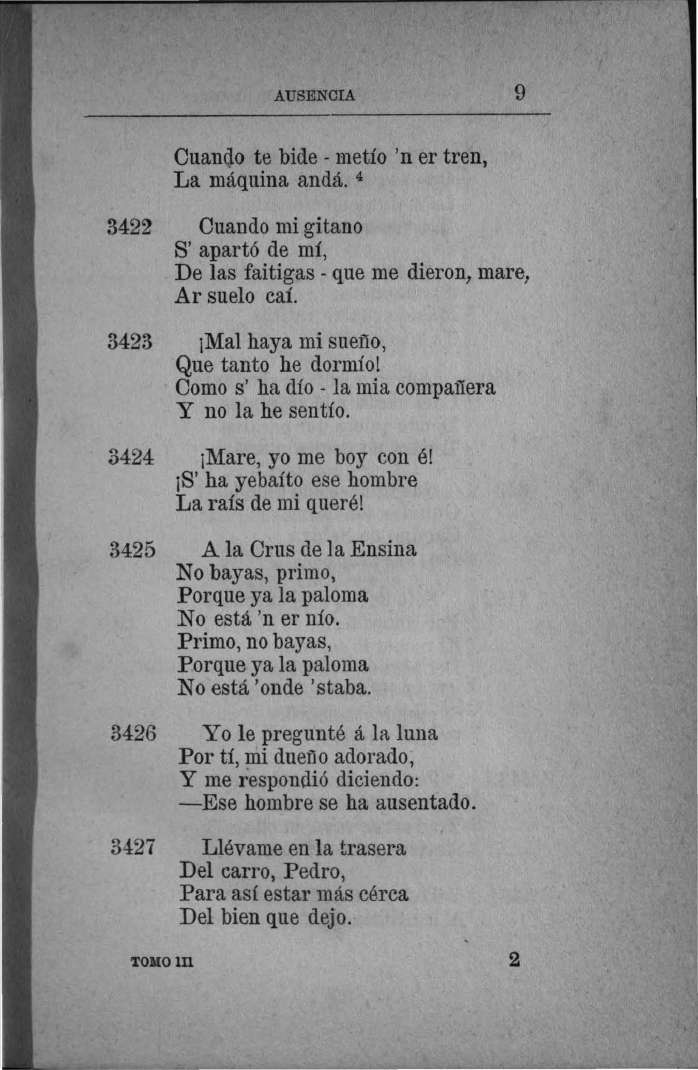 AUSENCIA 9
Cuando te bide - metío 'n er tren,
La máquina andá. ⁴
3422 Cuando mi gitano
S' apartó de mí,
De las faitigas - que me dieron, mare,
Ar suelo caí.
3423 ¡Mal haya mi sueño,
Que tanto he dormío!
Como s' ha dío - la mia compañera
Y no la he sentío.
3424 ¡Mare, yo me boy con é!
¡S' ha yebaíto ese hombre
La raís de mi queré!
3425 A la Crus de la Ensina
No bayas, primo,
Porque ya la paloma
No está 'n er nío.
Primo, no bayas,
Porque ya la paloma
No está 'onde 'staba.
3426 Yo le pregunté á la luna
Por tí, mi dueño adorado,
Y me respondió diciendo:
—Ese hombre se ha ausentado.
3427 Llévame en la trasera
Del carro, Pedro,
Para así estar más cérca
Del bien que dejo.
TOMO III 2